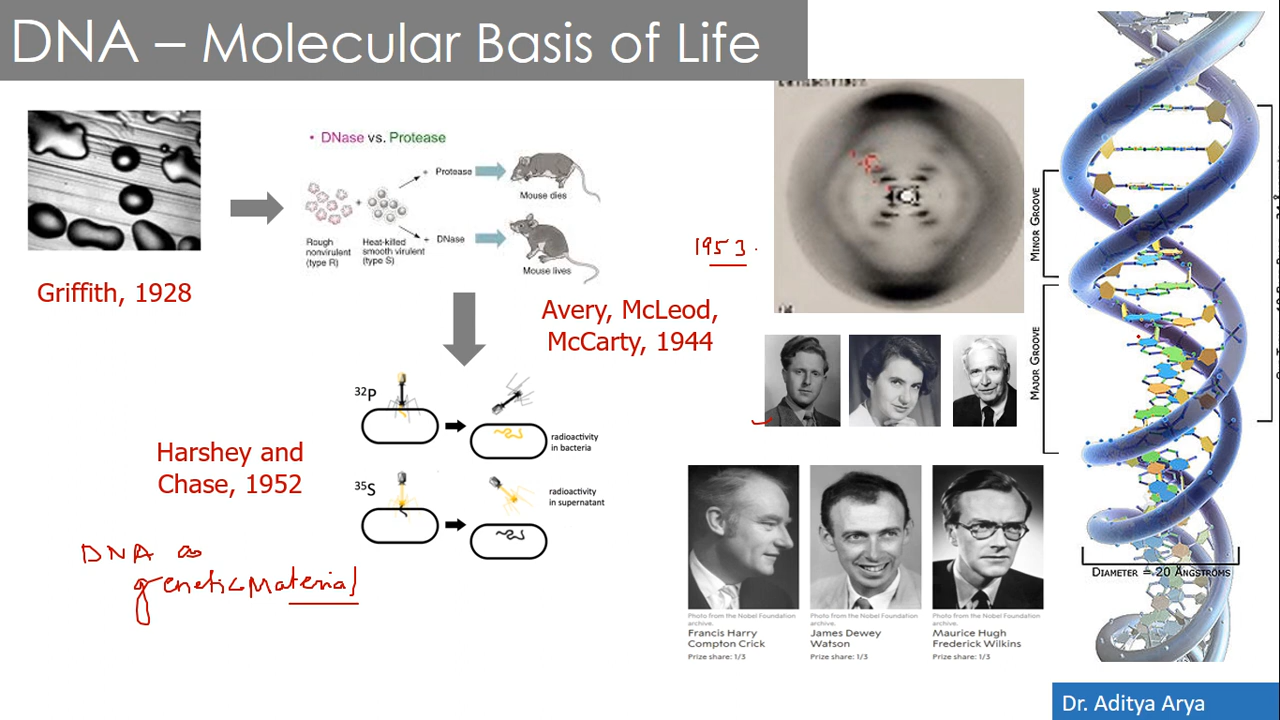 DNA – Molecular Basis of Life
• DNase vs. Protease
+ Protease
Mouse dies
+
Rough
nonvirulent
(type R)
Heat-killed
smooth virulent
(type S)
+ DNase
Mouse lives
Griffith, 1928
Avery, McLeod,
McCarty, 1944
32P
radioactivity
in bacteria
Harshey and
Chase, 1952
35S
radioactivity
in supernatant
DNA as
genetic Material
1953.
Photo from the Nobel Foundation
archive.
Francis Harry
Compton Crick
Prize share: 1/3
Photo from the Nobel Foundation
archive.
James Dewey
Watson
Prize share: 1/3
Photo from the Nobel Foundation
archive.
Maurice Hugh
Frederick Wilkins
Prize share: 1/3
Minor Groove
Major Groove
Diameter = 20 Ångstroms
Dr. Aditya Arya